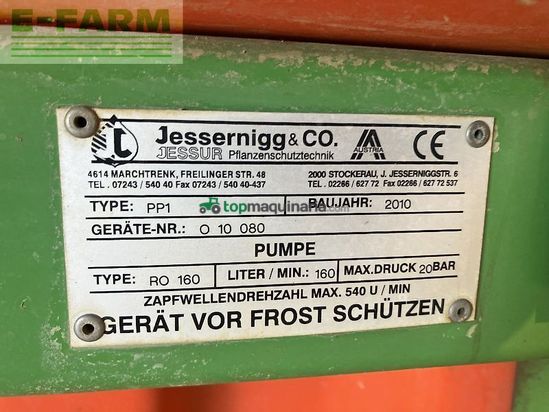 E-FARM
Jessernigg & CO.
JESSUR Pflanzenschutztechnik
AUSTRIA
CE
4614 MARCHTRENK, FREILINGER STR. 48
TEL. 07243 / 540 40 Fax 07243 / 540 40-437
2000 STOCKERAU, J. JESSERNIGGSTR. 6
TEL. 02266 / 627 72 Fax 02266 / 627 72 537
TYPE: PP1
BAUJAHR: 2010
topmaquinaria.com
GERÄTE-NR.: O 10 080
PUMPE
TYPE: RO 160 LITER / MIN.: 160 MAX.DRUCK 20BAR
ZAPFWELLENDREHZAHL MAX. 540 U / MIN
GERÄT VOR FROST SCHÜTZEN